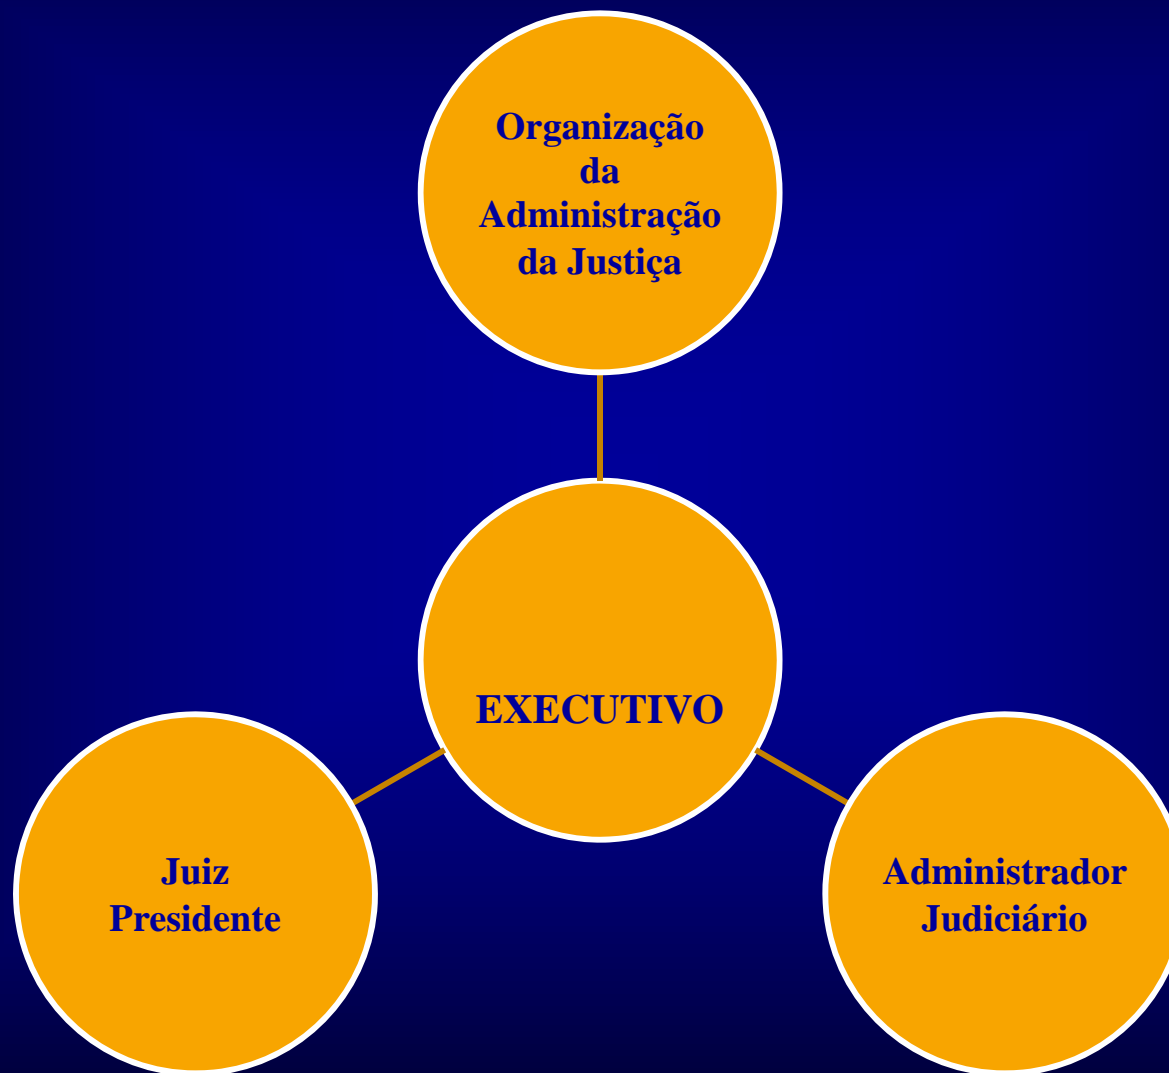 Organização
da
Administração
da Justiça
EXECUTIVO
Juiz
Presidente
Administrador
Judiciário